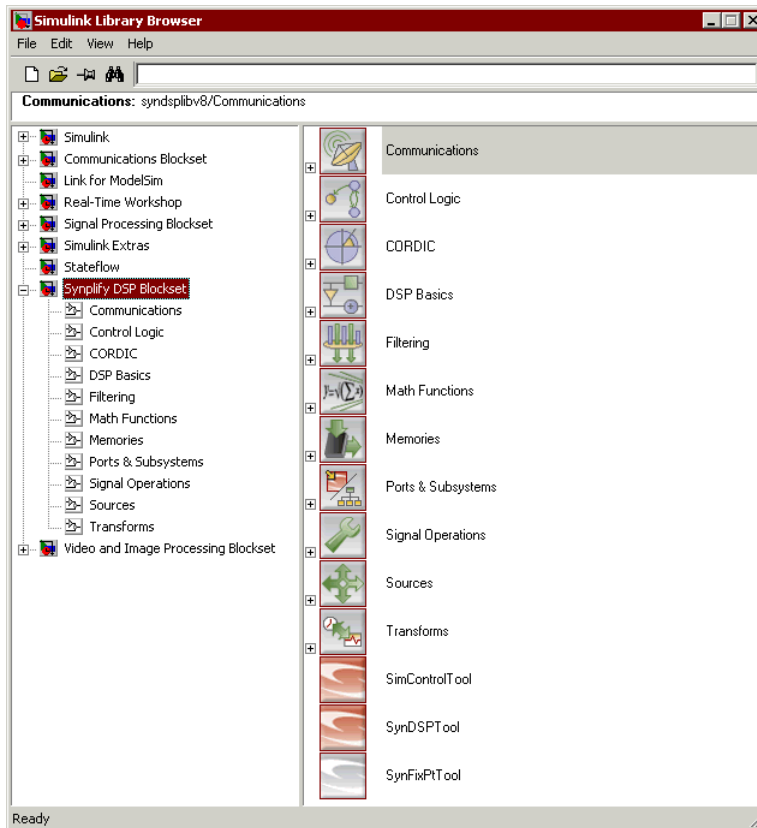 Simulink Library Browser
File Edit View Help
Communications: syndsplibv8/Communications
Simulink
Communications Blockset
Link for ModelSim
Real-Time Workshop
Signal Processing Blockset
Simulink Extras
Stateflow
Synplify DSP Blockset
Communications
Control Logic
CORDIC
DSP Basics
Filtering
Math Functions
Memories
Ports & Subsystems
Signal Operations
Sources
Transforms
Video and Image Processing Blockset
Communications
Control Logic
CORDIC
DSP Basics
Filtering
Math Functions
Memories
Ports & Subsystems
Signal Operations
Sources
Transforms
SimControlTool
SynDSPTool
SynFixPtTool
Ready